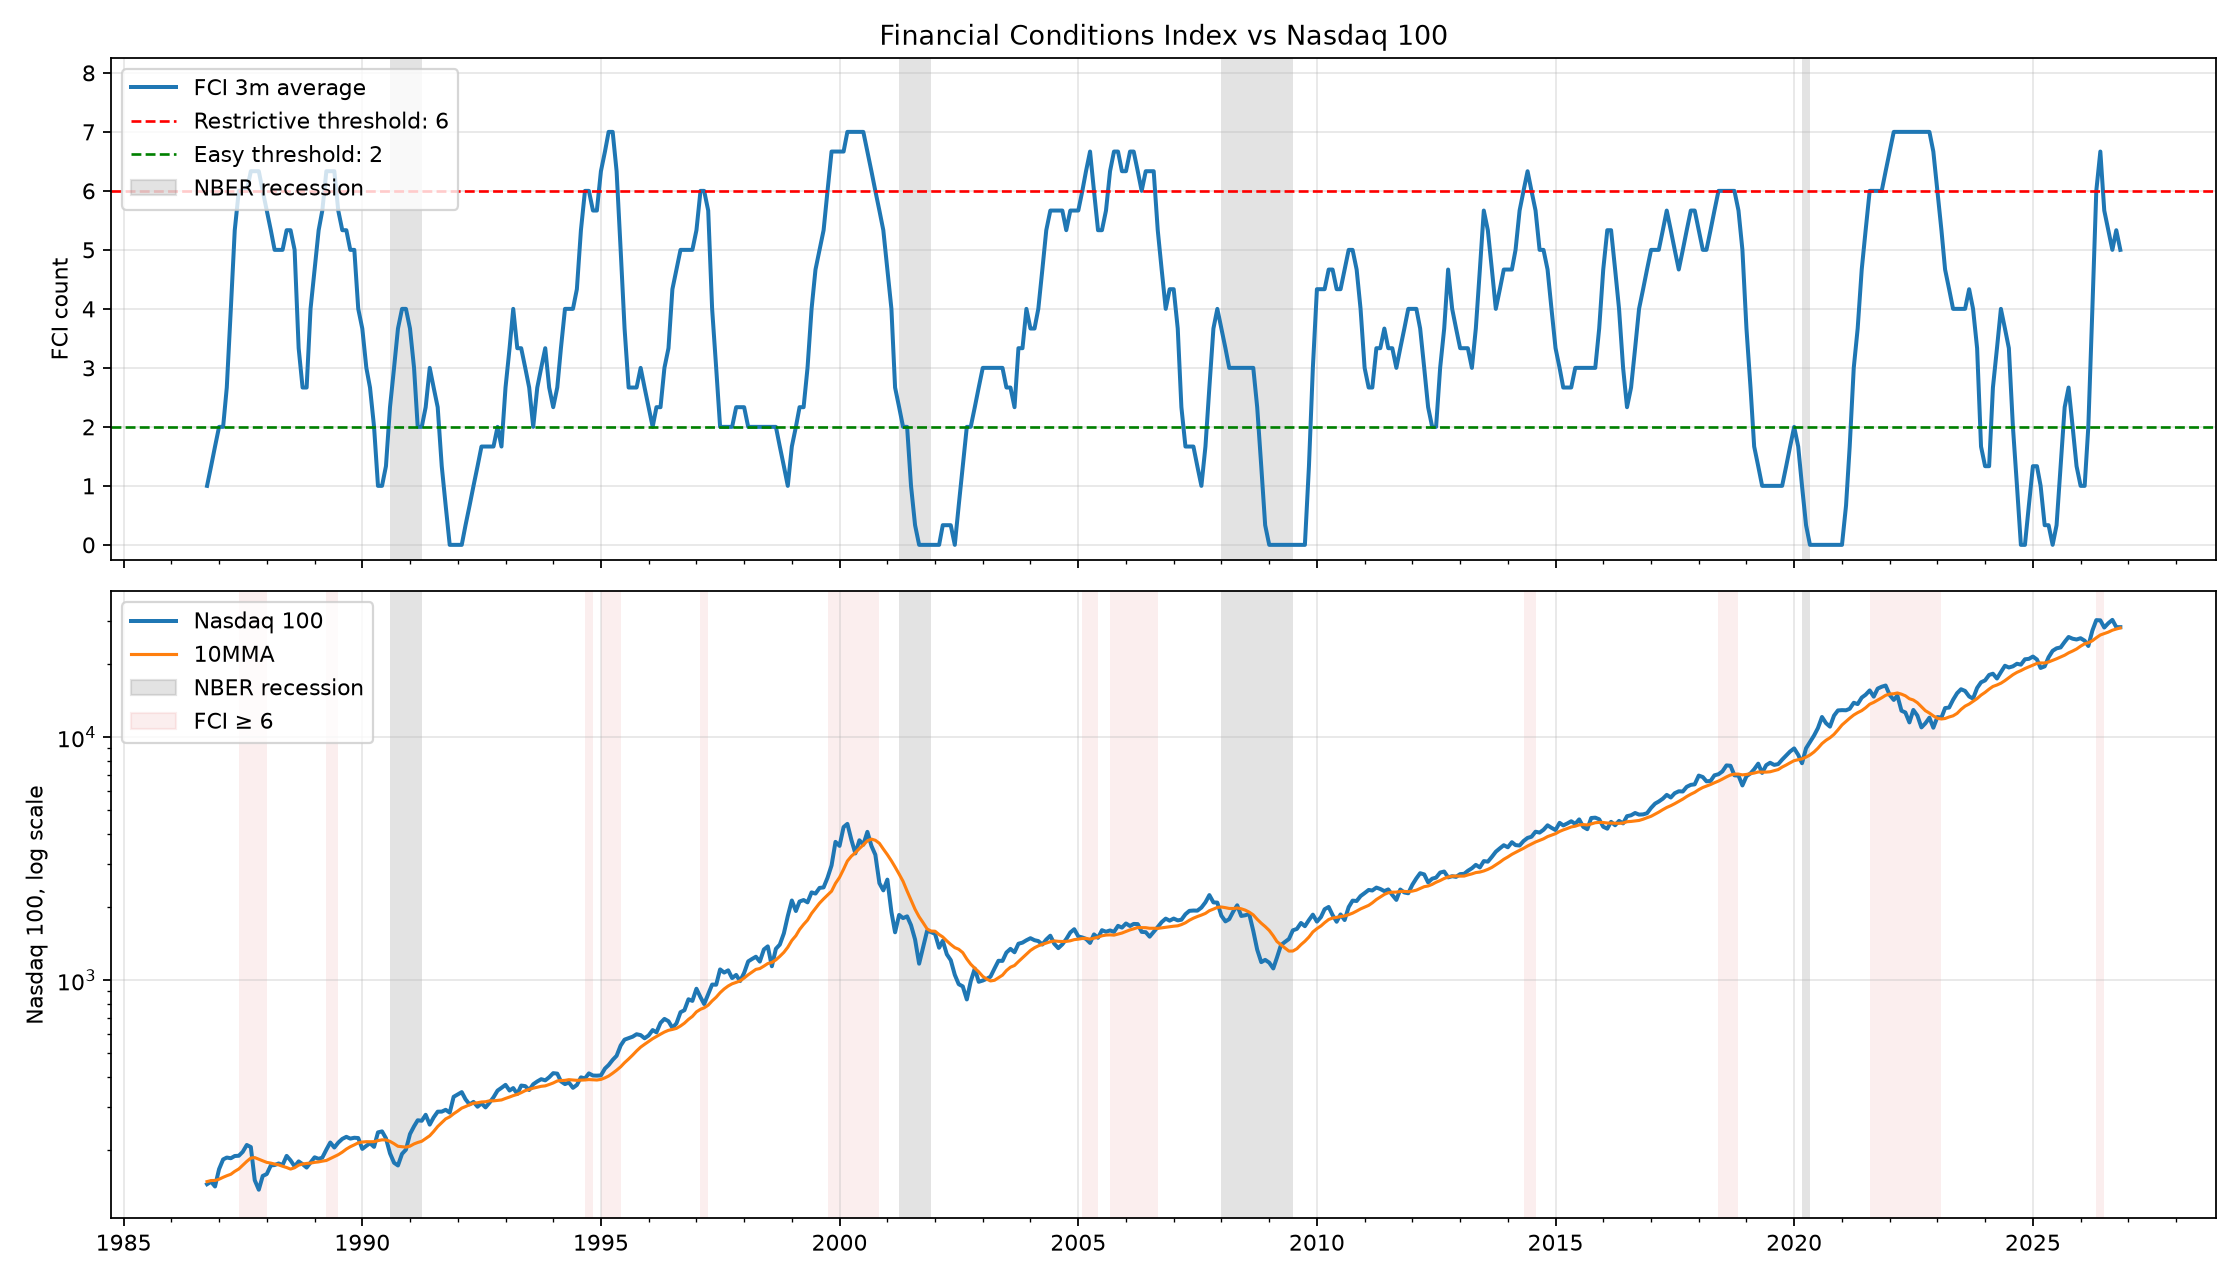 Financial Conditions Index vs Nasdaq 100
FCI 3m average
Restrictive threshold: 6
Easy threshold: 2
NBER recession
FCI count
8
7
6
5
4
3
2
1
0
Nasdaq 100
10MMA
NBER recession
FCI ≥ 6
Nasdaq 100, log scale
10⁴
10³
1985 1990 1995 2000 2005 2010 2015 2020 2025